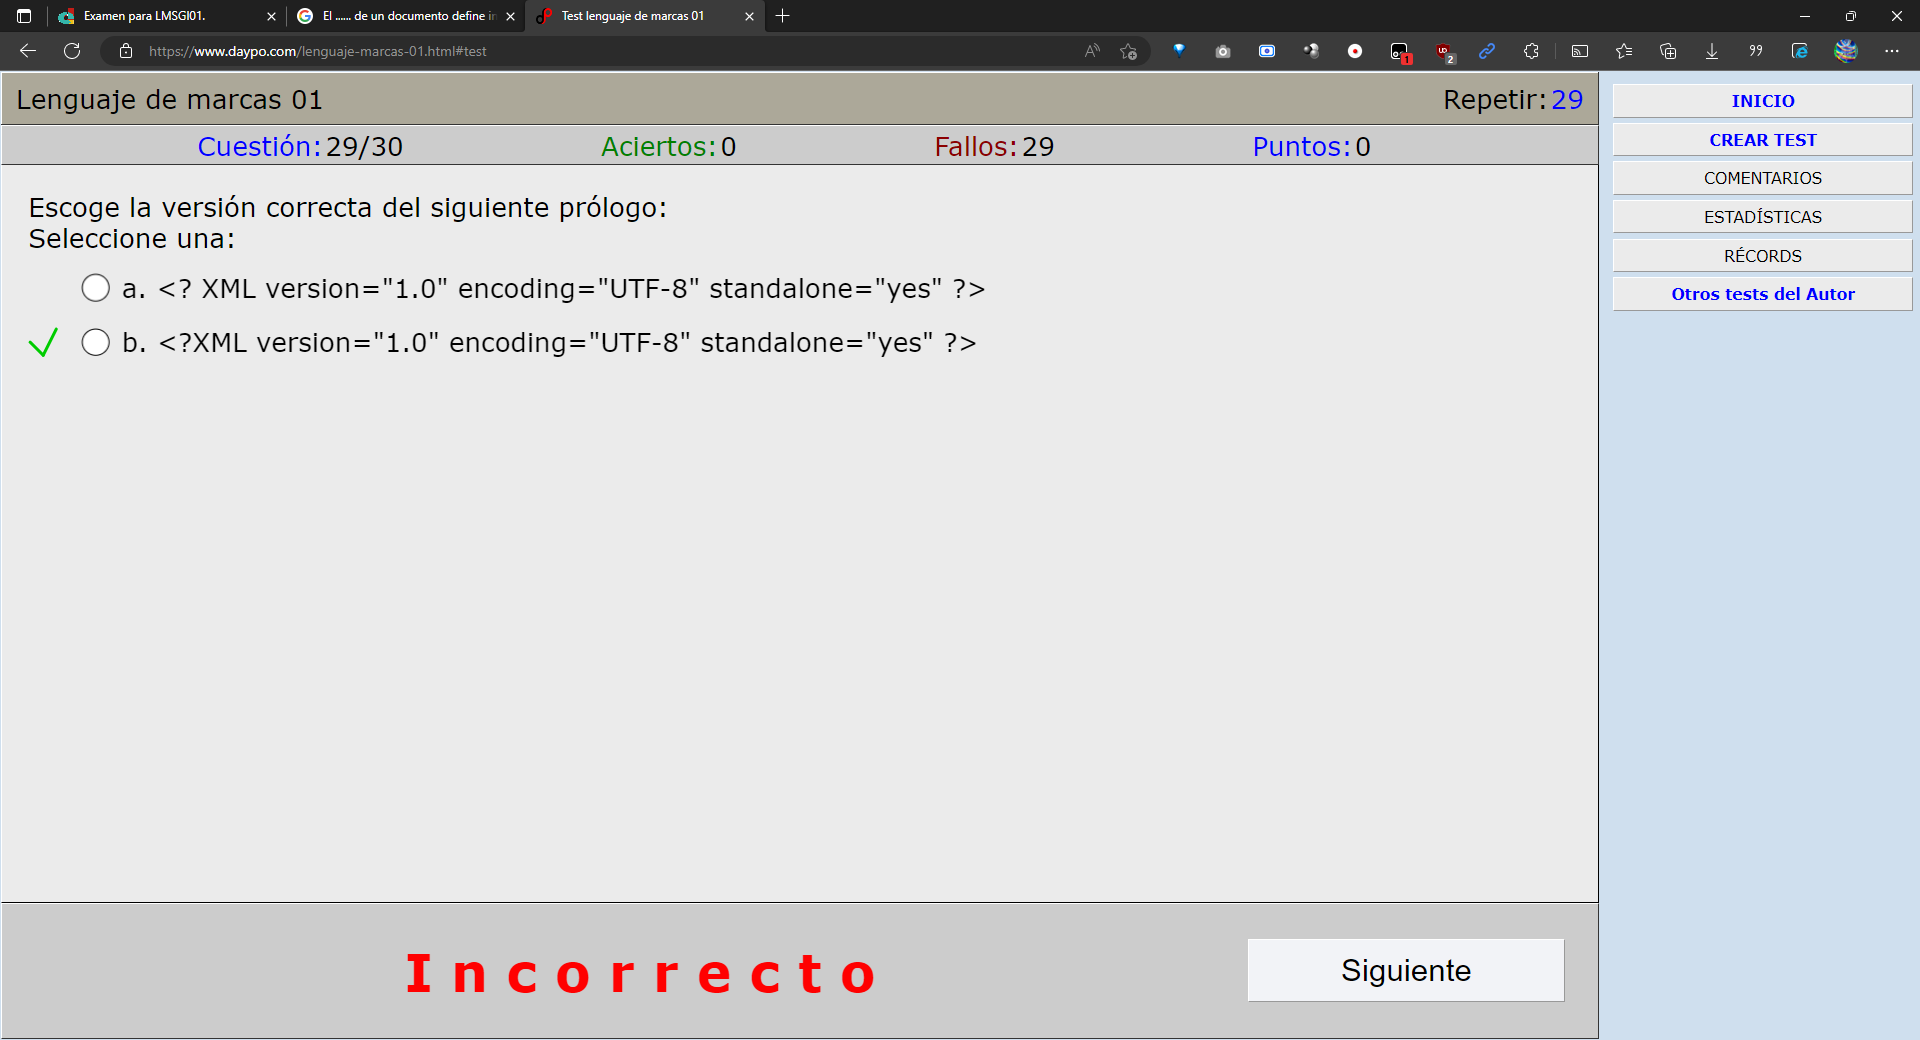 Examen para LMSGI01.
El ...... de un documento define in
Test lenguaje de marcas 01
https://www.daypo.com/lenguaje-marcas-01.html#test
1
2
Lenguaje de marcas 01
Repetir: 29
Cuestión: 29/30
Aciertos: 0
Fallos: 29
Puntos: 0
Escoge la versión correcta del siguiente prólogo:
Seleccione una:
a. <? XML version="1.0" encoding="UTF-8" standalone="yes" ?>
b. <?XML version="1.0" encoding="UTF-8" standalone="yes" ?>
Incorrecto
Siguiente
INICIO
CREAR TEST
COMENTARIOS
ESTADÍSTICAS
RÉCORDS
Otros tests del Autor